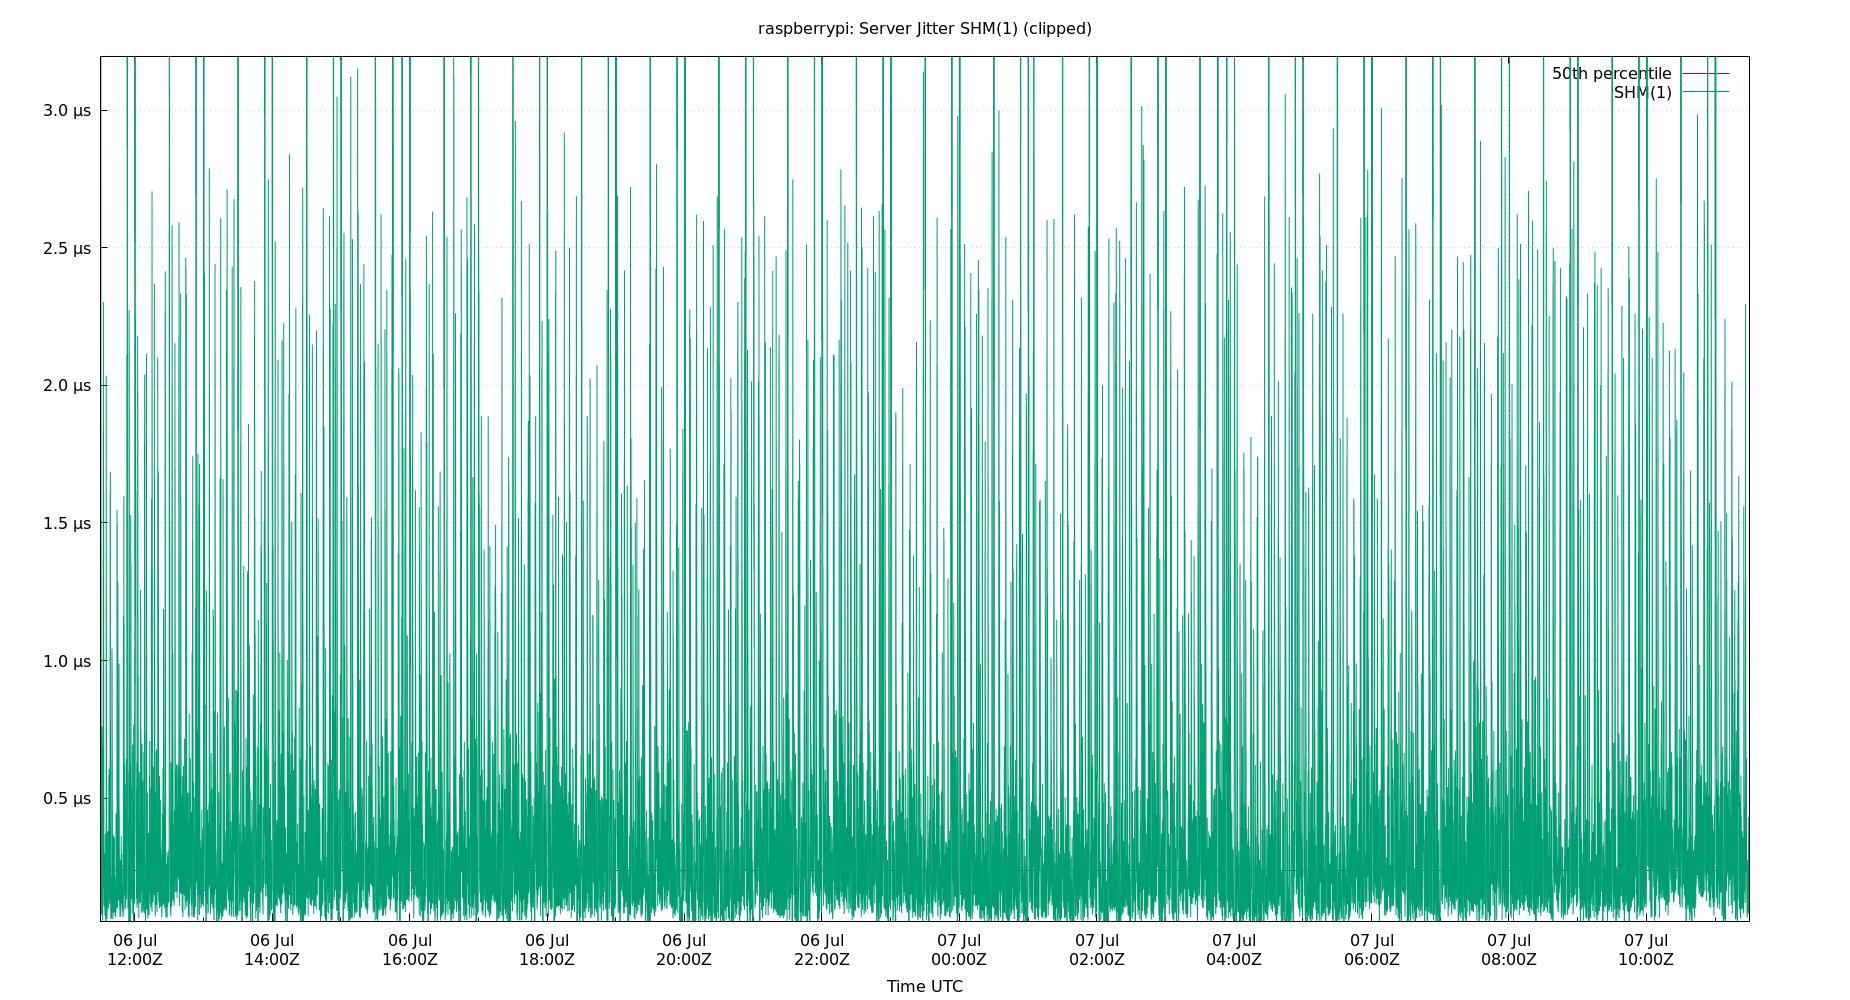 raspberrypi: Server Jitter SHM(1) (clipped)
50th percentile
SHM(1)
3.0 µs
2.5 µs
2.0 µs
1.5 µs
1.0 µs
0.5 µs
06 Jul 06 Jul 06 Jul 06 Jul 06 Jul 06 Jul 07 Jul 07 Jul 07 Jul 07 Jul 07 Jul 07 Jul
12:00Z 14:00Z 16:00Z 18:00Z 20:00Z 22:00Z 00:00Z 02:00Z 04:00Z 06:00Z 08:00Z 10:00Z
Time UTC